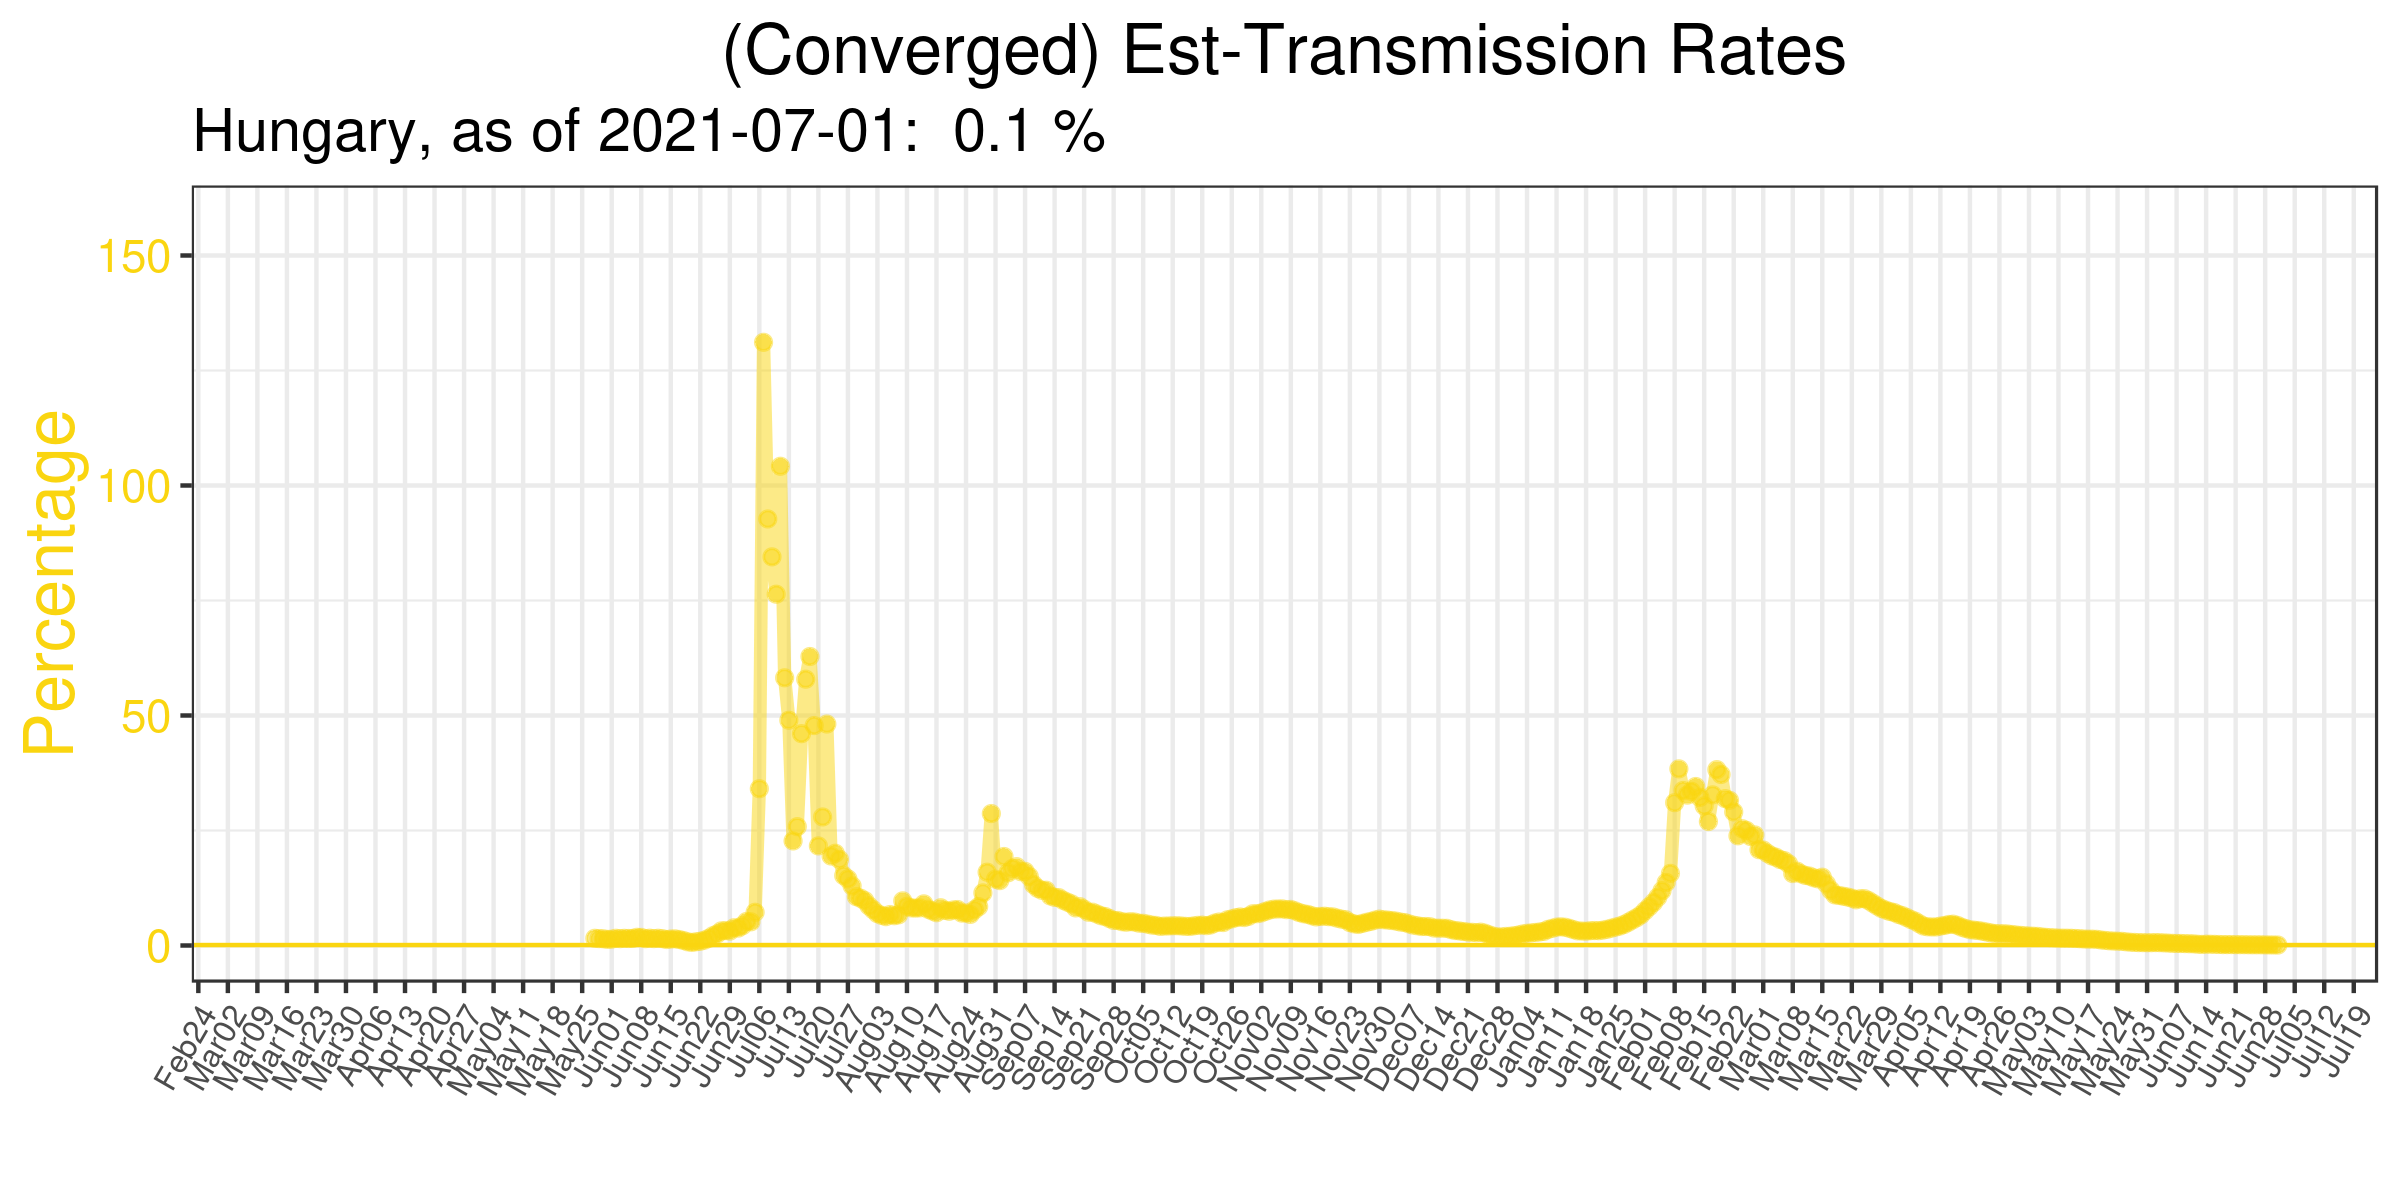 (Converged) Est-Transmission Rates
Hungary, as of 2021-07-01:  0.1 %
Percentage
150
100
50
0
Feb24
Mar02
Mar09
Mar16
Mar23
Mar30
Apr06
Apr13
Apr20
Apr27
May04
May11
May18
May25
Jun01
Jun08
Jun15
Jun22
Jun29
Jul06
Jul13
Jul20
Jul27
Aug03
Aug10
Aug17
Aug24
Aug31
Sep07
Sep14
Sep21
Sep28
Oct05
Oct12
Oct19
Oct26
Nov02
Nov09
Nov16
Nov23
Nov30
Dec07
Dec14
Dec21
Dec28
Jan04
Jan11
Jan18
Jan25
Feb01
Feb08
Feb15
Feb22
Mar01
Mar08
Mar15
Mar22
Mar29
Apr05
Apr12
Apr19
Apr26
May03
May10
May17
May24
May31
Jun07
Jun14
Jun21
Jun28
Jul05
Jul12
Jul19